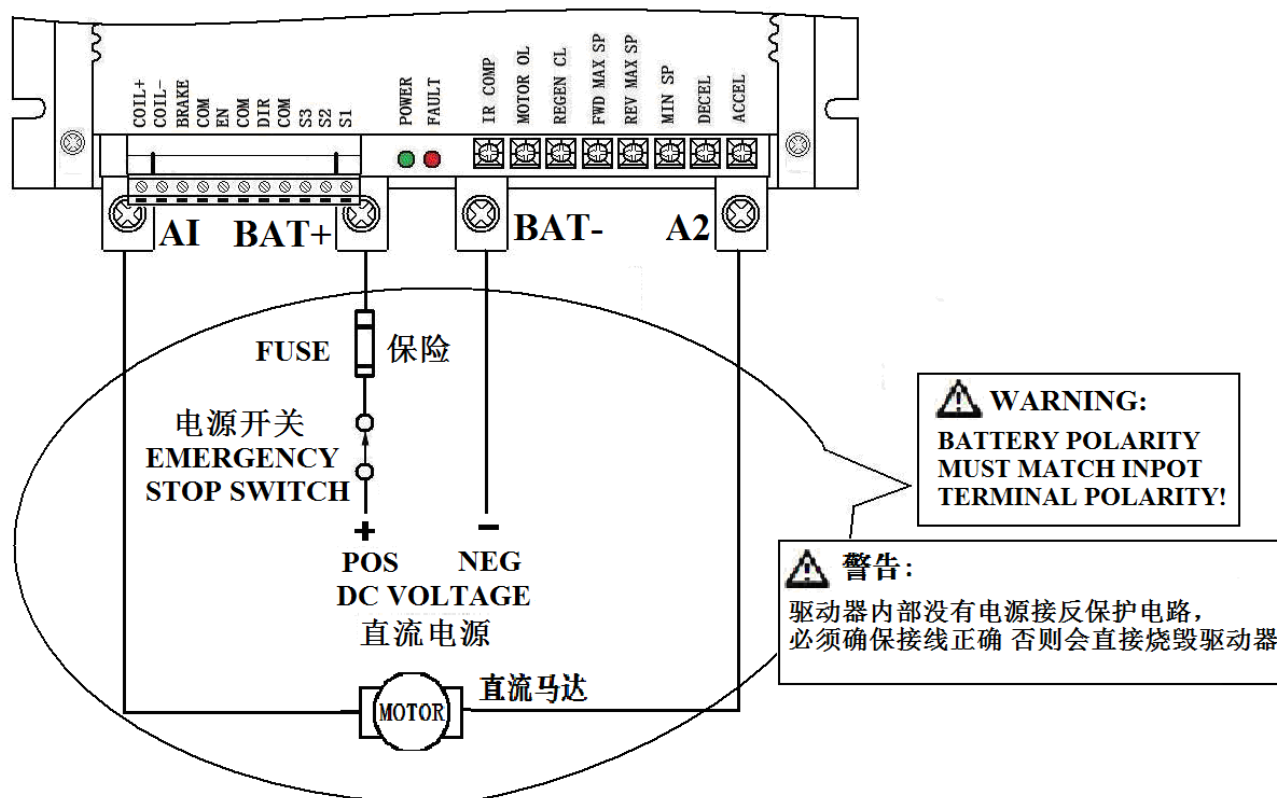 COIL+
COIL-
BRAKE
COM
EN
COM
DIR
COM
S3
S2
S1
POWER
FAULT
IR COMP
MOTOR OL
REGEN CL
FWD MAX SP
REV MAX SP
MIN SP
DECEL
ACCEL
AI
BAT+
BAT-
A2
FUSE
保险
电源开关
EMERGENCY
STOP SWITCH
+
-
POS
NEG
DC VOLTAGE
直流电源
MOTOR
直流马达
WARNING:
BATTERY POLARITY
MUST MATCH INPOT
TERMINAL POLARITY!
警告:
驱动器内部没有电源接反保护电路，
必须确保接线正确 否则会直接烧毁驱动器